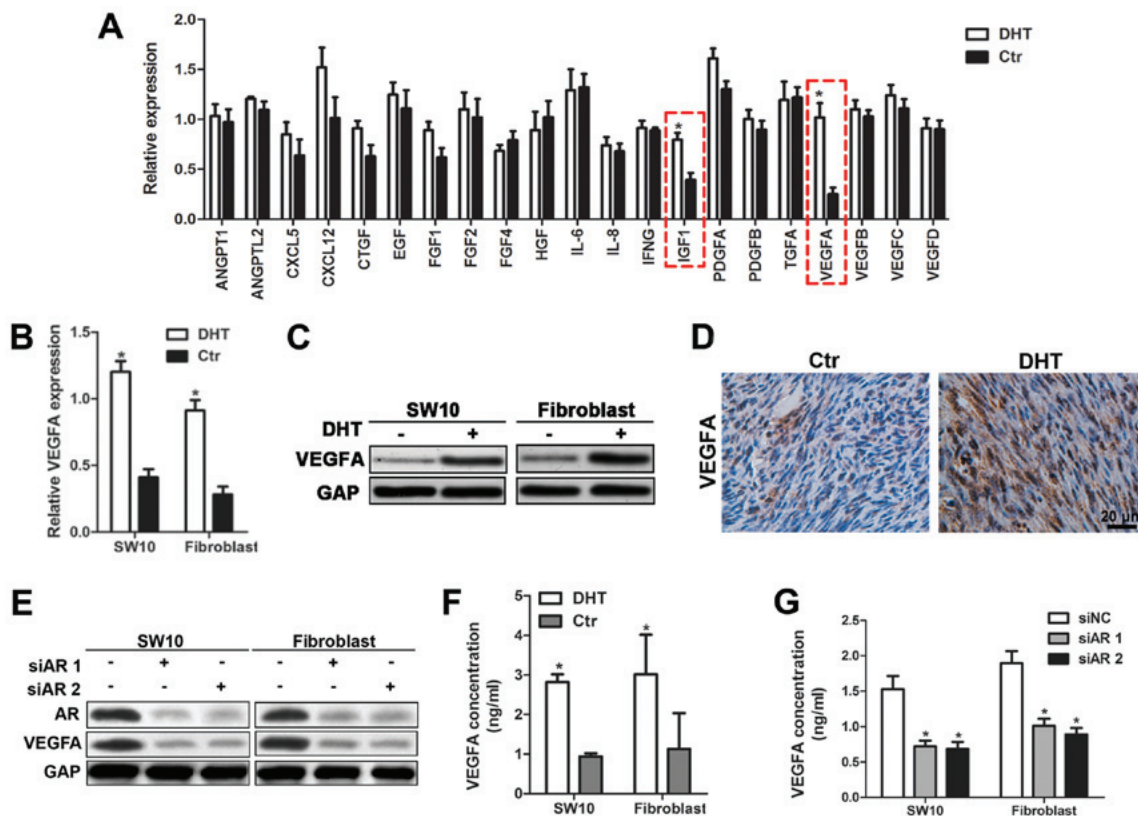 A
Relative expression
2.0
1.5
1.0
0.5
0.0
DHT
Ctr
*
*
ANGPT1
ANGPTL2
CXCL5
CXCL12
CTGF
EGF
FGF1
FGF2
FGF4
HGF
IL-6
IL-8
IFNG
IGF1
PDGFA
PDGFB
TGFA
VEGFA
VEGFB
VEGFC
VEGFD
B
Relative VEGFA expression
1.5
1.0
0.5
0.0
DHT
Ctr
*
*
SW10 Fibroblast
C
SW10 Fibroblast
DHT - + - +
VEGFA
GAP
D
Ctr DHT
VEGFA
20 μm
E
SW10 Fibroblast
siAR 1 - + - - + -
siAR 2 - - + - - +
AR
VEGFA
GAP
F
VEGFA concentration
(ng/ml)
5
4
3
2
1
0
DHT
Ctr
*
*
SW10 Fibroblast
G
VEGFA concentration
(ng/ml)
2.5
2.0
1.5
1.0
0.5
0.0
siNC
siAR 1
siAR 2
* *
* *
SW10 Fibroblast